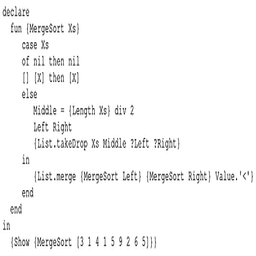 declare
fun {MergeSort Xs}
case Xs
of nil then nil
[] [X] then [X]
else
Middle = {Length Xs} div 2
Left Right
{List.takeDrop Xs Middle ?Left ?Right}
in
{List.merge {MergeSort Left} {MergeSort Right} Value.'<'}
end
end
in
{Show {MergeSort [3 1 4 1 5 9 2 6 5]}}